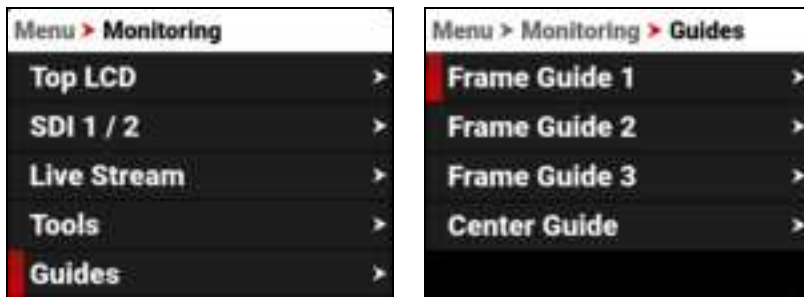 Menu > Monitoring
Top LCD
SDI 1 / 2
Live Stream
Tools
Guides
Menu > Monitoring > Guides
Frame Guide 1
Frame Guide 2
Frame Guide 3
Center Guide